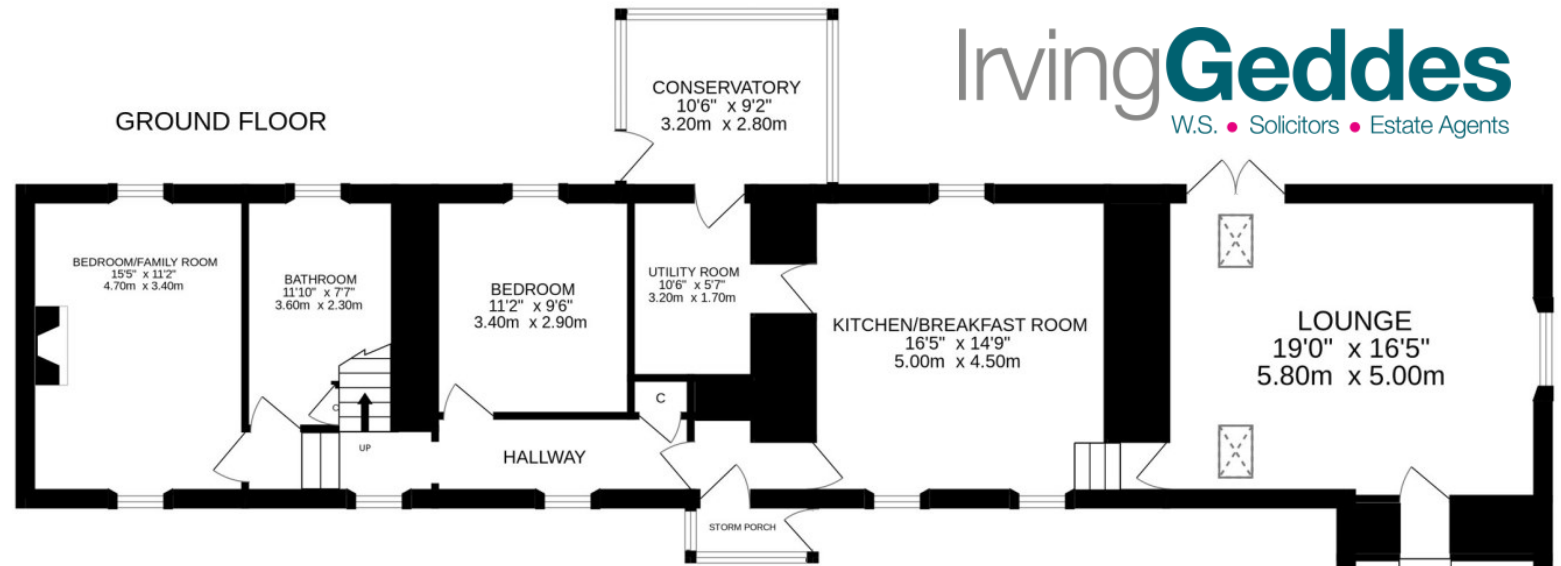 IrvingGeddes
W.S. • Solicitors • Estate Agents
GROUND FLOOR
CONSERVATORY
10'6" x 9'2"
3.20m x 2.80m
BEDROOM/FAMILY ROOM
15'5" x 11'2"
4.70m x 3.40m
BATHROOM
11'10" x 7'7"
3.60m x 2.30m
BEDROOM
11'2" x 9'6"
3.40m x 2.90m
UTILITY ROOM
10'6" x 5'7"
3.20m x 1.70m
KITCHEN/BREAKFAST ROOM
16'5" x 14'9"
5.00m x 4.50m
LOUNGE
19'0" x 16'5"
5.80m x 5.00m
C
C
UP
HALLWAY
STORM PORCH